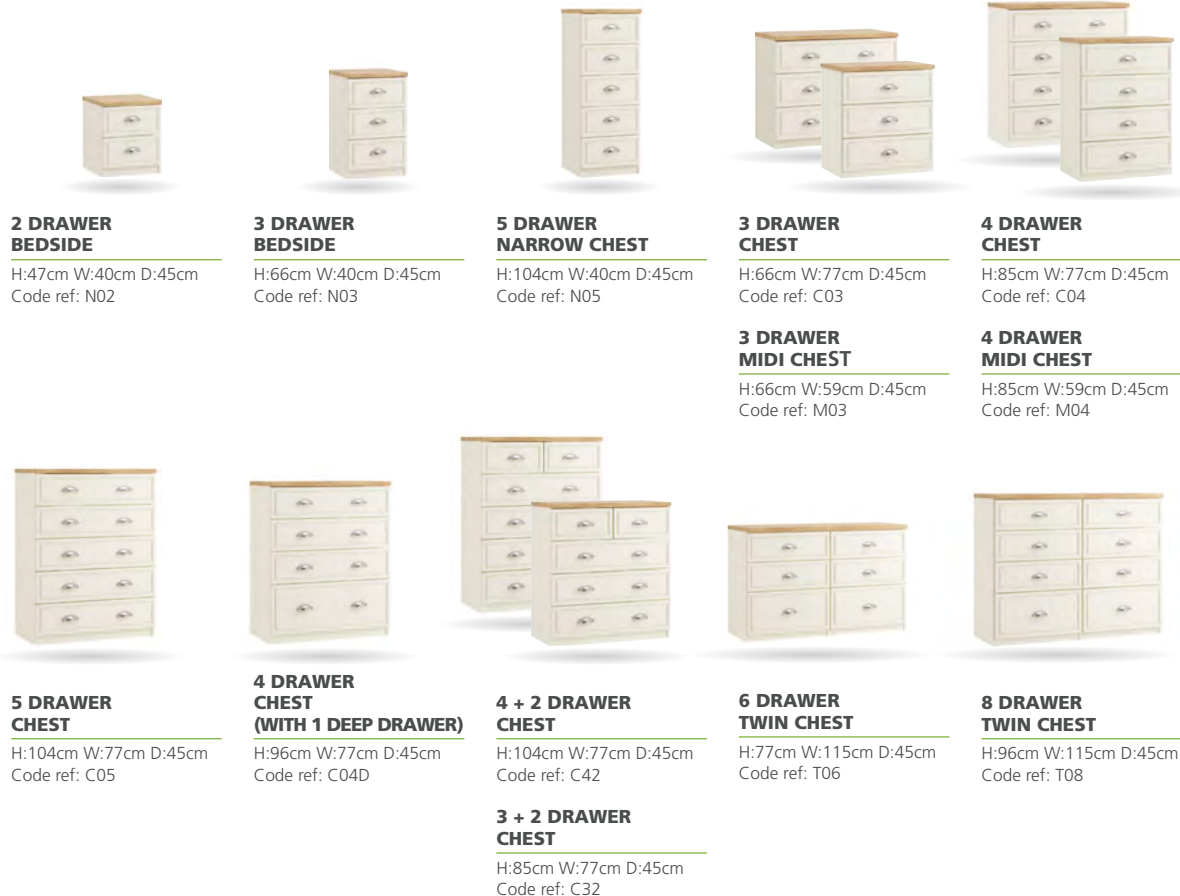 2 DRAWER
BEDSIDE
H:47cm W:40cm D:45cm
Code ref: N02
3 DRAWER
BEDSIDE
H:66cm W:40cm D:45cm
Code ref: N03
5 DRAWER
NARROW CHEST
H:104cm W:40cm D:45cm
Code ref: N05
3 DRAWER
CHEST
H:66cm W:77cm D:45cm
Code ref: C03
3 DRAWER
MIDI CHEST
H:66cm W:59cm D:45cm
Code ref: M03
4 DRAWER
CHEST
H:85cm W:77cm D:45cm
Code ref: C04
4 DRAWER
MIDI CHEST
H:85cm W:59cm D:45cm
Code ref: M04
5 DRAWER
CHEST
H:104cm W:77cm D:45cm
Code ref: C05
4 DRAWER
CHEST
(WITH 1 DEEP DRAWER)
H:96cm W:77cm D:45cm
Code ref: C04D
4 + 2 DRAWER
CHEST
H:104cm W:77cm D:45cm
Code ref: C42
3 + 2 DRAWER
CHEST
H:85cm W:77cm D:45cm
Code ref: C32
6 DRAWER
TWIN CHEST
H:77cm W:115cm D:45cm
Code ref: T06
8 DRAWER
TWIN CHEST
H:96cm W:115cm D:45cm
Code ref: T08